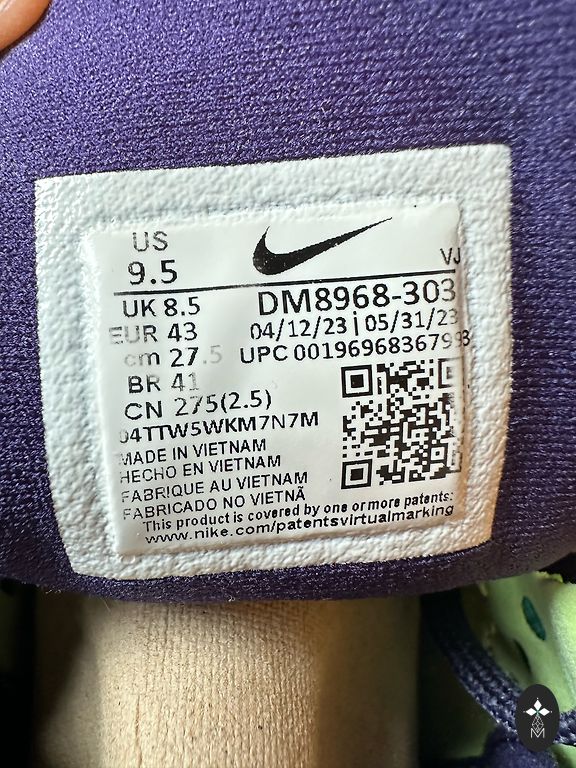 US
9.5
VJ
UK 8.5
DM8968-303
EUR 43
04/12/23 | 05/31/23
cm 27.5
UPC 00196968367998
BR 41
CN 275(2.5)
04TTW5WKM7N7M
MADE IN VIETNAM
HECHO EN VIETNAM
FABRIQUE AU VIETNAM
FABRICADO NO VIETNÃ
This product is covered by one or more patents:
www.nike.com/patentsvirtualmarking
M